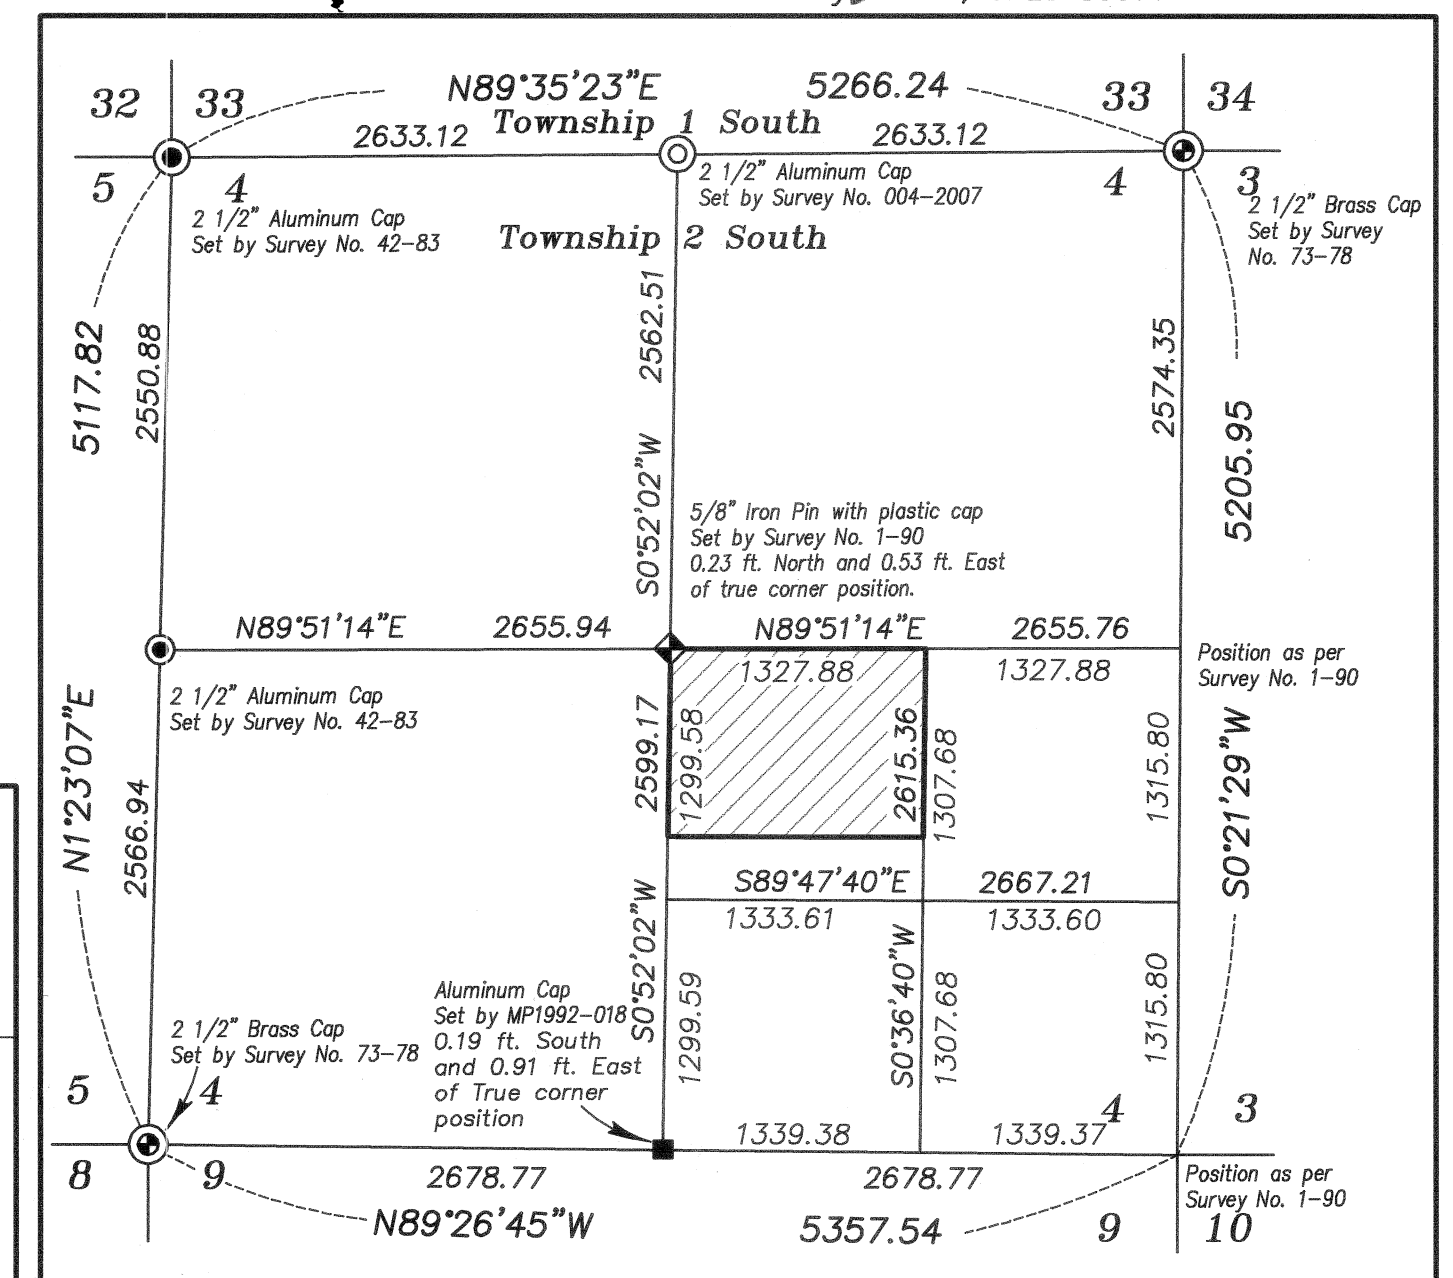 N89°35'23"E 5266.24
32 33 33 34
Township 1 South
2633.12 2633.12
5 4 4 3
2 1/2" Aluminum Cap
Set by Survey No. 004-2007
2 1/2" Aluminum Cap
Set by Survey No. 42-83
2 1/2" Brass Cap
Set by Survey
No. 73-78
Township 2 South
5117.82
2550.88
2562.51
S0°52'02"W
2574.35
5205.95
5/8" Iron Pin with plastic cap
Set by Survey No. 1-90
0.23 ft. North and 0.53 ft. East
of true corner position.
N89°51'14"E 2655.94
N89°51'14"E 2655.76
1327.88 1327.88
Position as per
Survey No. 1-90
2 1/2" Aluminum Cap
Set by Survey No. 42-83
N1°23'07"E
2566.94
2599.17
1299.58
2615.36
1307.68
1315.80
S0°21'29"W
S89°47'40"E 2667.21
1333.61 1333.60
S0°52'02"W
1299.59
S0°36'40"W
1307.68
1315.80
Aluminum Cap
Set by MP1992-018
0.19 ft. South
and 0.91 ft. East
of True corner
position
2 1/2" Brass Cap
Set by Survey No. 73-78
5 4 4 3
1339.38 1339.37
8 9
2678.77 2678.77
Position as per
Survey No. 1-90
N89°26'45"W 5357.54
9 10